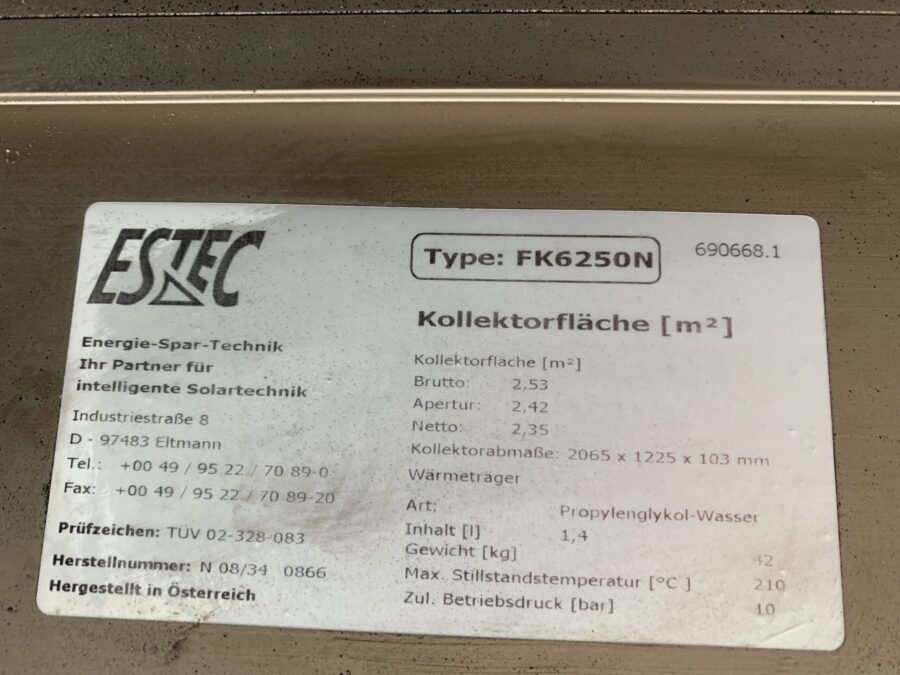 ESTEC
Energie-Spar-Technik
Ihr Partner für
intelligente Solartechnik
Industriestraße 8
D - 97483 Eltmann
Tel.: +00 49 / 95 22 / 70 89-0
Fax: +00 49 / 95 22 / 70 89-20
Prüfzeichen: TÜV 02-328-083
Herstellnummer: N 08/34 0866
Hergestellt in Österreich
Type: FK6250N
690668.1
Kollektorfläche [m²]
Kollektorfläche [m²]
Brutto: 2,53
Apertur: 2,42
Netto: 2,35
Kollektorabmaße: 2065 x 1225 x 103 mm
Wärmeträger
Art: Propylenglykol-Wasser
Inhalt [l] 1,4
Gewicht [kg] 42
Max. Stillstandstemperatur [°C ] 210
Zul. Betriebsdruck [bar] 10